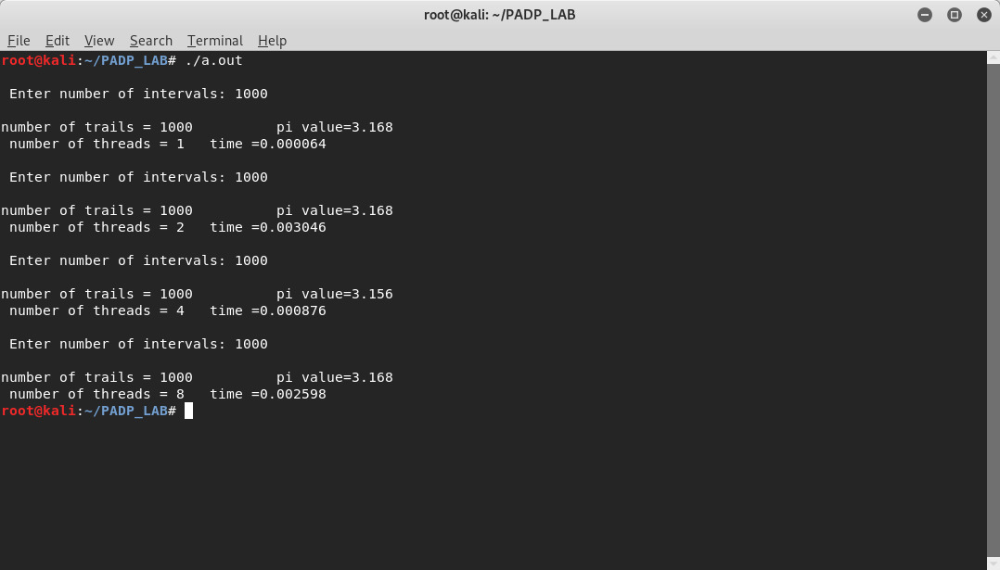 root@kali: ~/PADP_LAB
File Edit View Search Terminal Help
root@kali:~/PADP_LAB# ./a.out
Enter number of intervals: 1000
number of trails = 1000 pi value=3.168
number of threads = 1 time =0.000064
Enter number of intervals: 1000
number of trails = 1000 pi value=3.168
number of threads = 2 time =0.003046
Enter number of intervals: 1000
number of trails = 1000 pi value=3.156
number of threads = 4 time =0.000876
Enter number of intervals: 1000
number of trails = 1000 pi value=3.168
number of threads = 8 time =0.002598
root@kali:~/PADP_LAB#